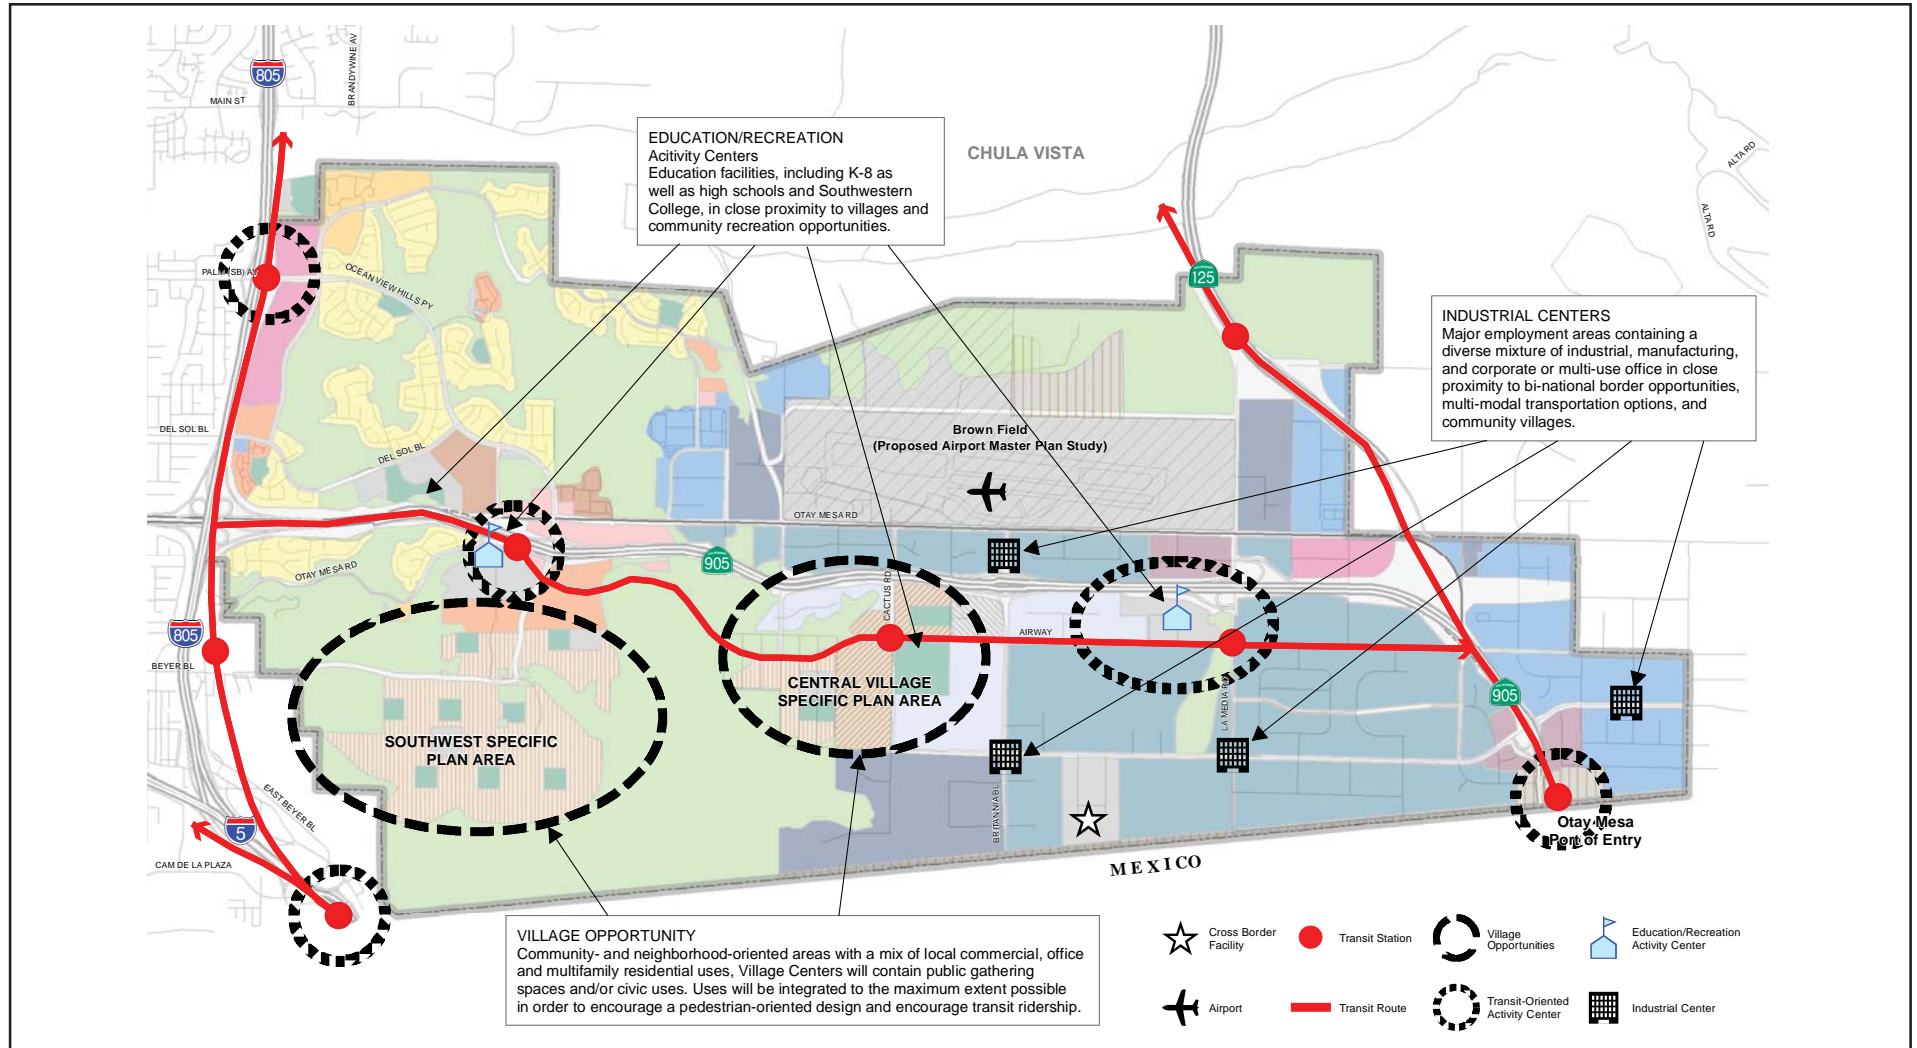 805
MAIN ST
BRANDYWINE AV
EDUCATION/RECREATION
Acitivity Centers
Education facilities, including K-8 as
well as high schools and Southwestern
College, in close proximity to villages and
community recreation opportunities.
CHULA VISTA
ALTA RD
ALTA RD
PALM (SB) AV
OCEAN VIEW HILLS PY
125
INDUSTRIAL CENTERS
Major employment areas containing a
diverse mixture of industrial, manufacturing,
and corporate or multi-use office in close
proximity to bi-national border opportunities,
multi-modal transportation options, and
community villages.
DEL SOL BL
DEL SOL BL
Brown Field
(Proposed Airport Master Plan Study)
OTAY MESA RD
OTAY MESA RD
905
CACTUS RD
AIRWAY
805
BEYER BL
CENTRAL VILLAGE
SPECIFIC PLAN AREA
LA MEDIA RD
905
SOUTHWEST SPECIFIC
PLAN AREA
EAST BEYER BL
BRITANNIA BL
5
CAM DE LA PLAZA
Otay Mesa
Port of Entry
MEXICO
VILLAGE OPPORTUNITY
Community- and neighborhood-oriented areas with a mix of local commercial, office
and multifamily residential uses, Village Centers will contain public gathering
spaces and/or civic uses. Uses will be integrated to the maximum extent possible
in order to encourage a pedestrian-oriented design and encourage transit ridership.
Cross Border
Facility
Transit Station
Village
Opportunities
Education/Recreation
Activity Center
Airport
Transit Route
Transit-Oriented
Activity Center
Industrial Center